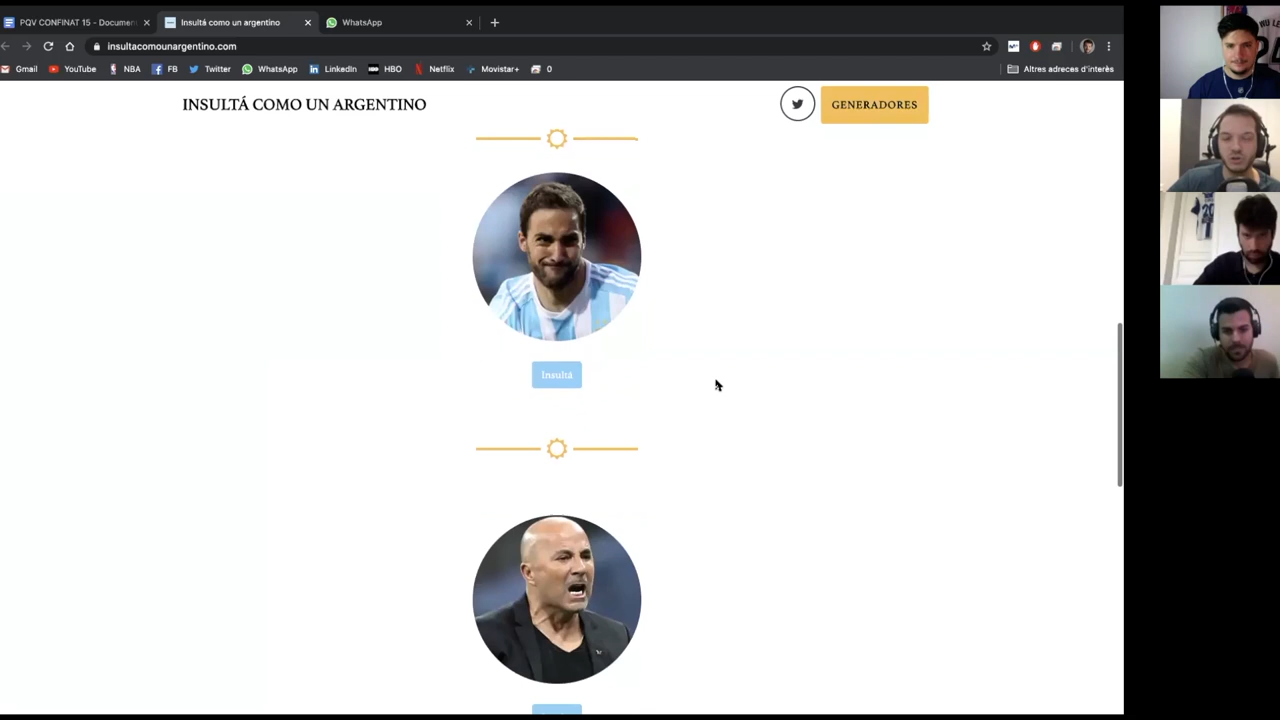 PQV CONFINAT 15 - Documen
Insultá como un argentino
WhatsApp
insultacomounargentino.com
Gmail
YouTube
NBA
FB
Twitter
WhatsApp
LinkedIn
HBO
Netflix
Movistar+
0
Altres adreces d'interès
INSULTÁ COMO UN ARGENTINO
GENERADORES
Insultá